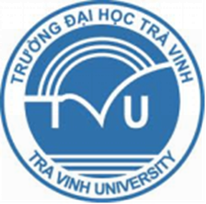 TRƯỜNG ĐẠI HỌC TRÀ VINH
TVU
TRA VINH UNIVERSITY